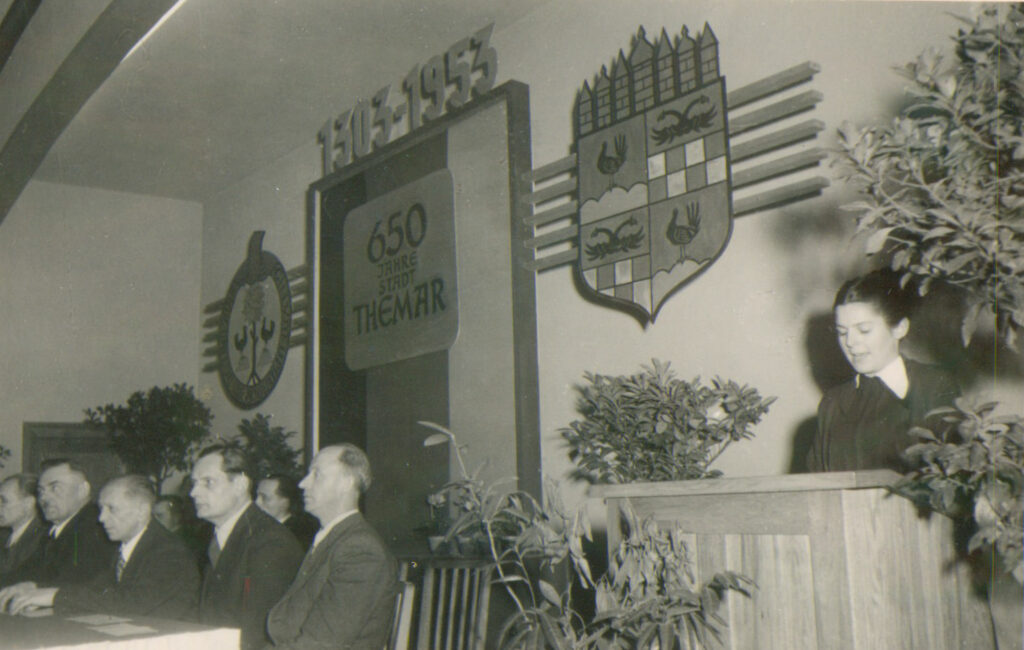 1303-1953
650
JAHRE
STADT
THEMAR